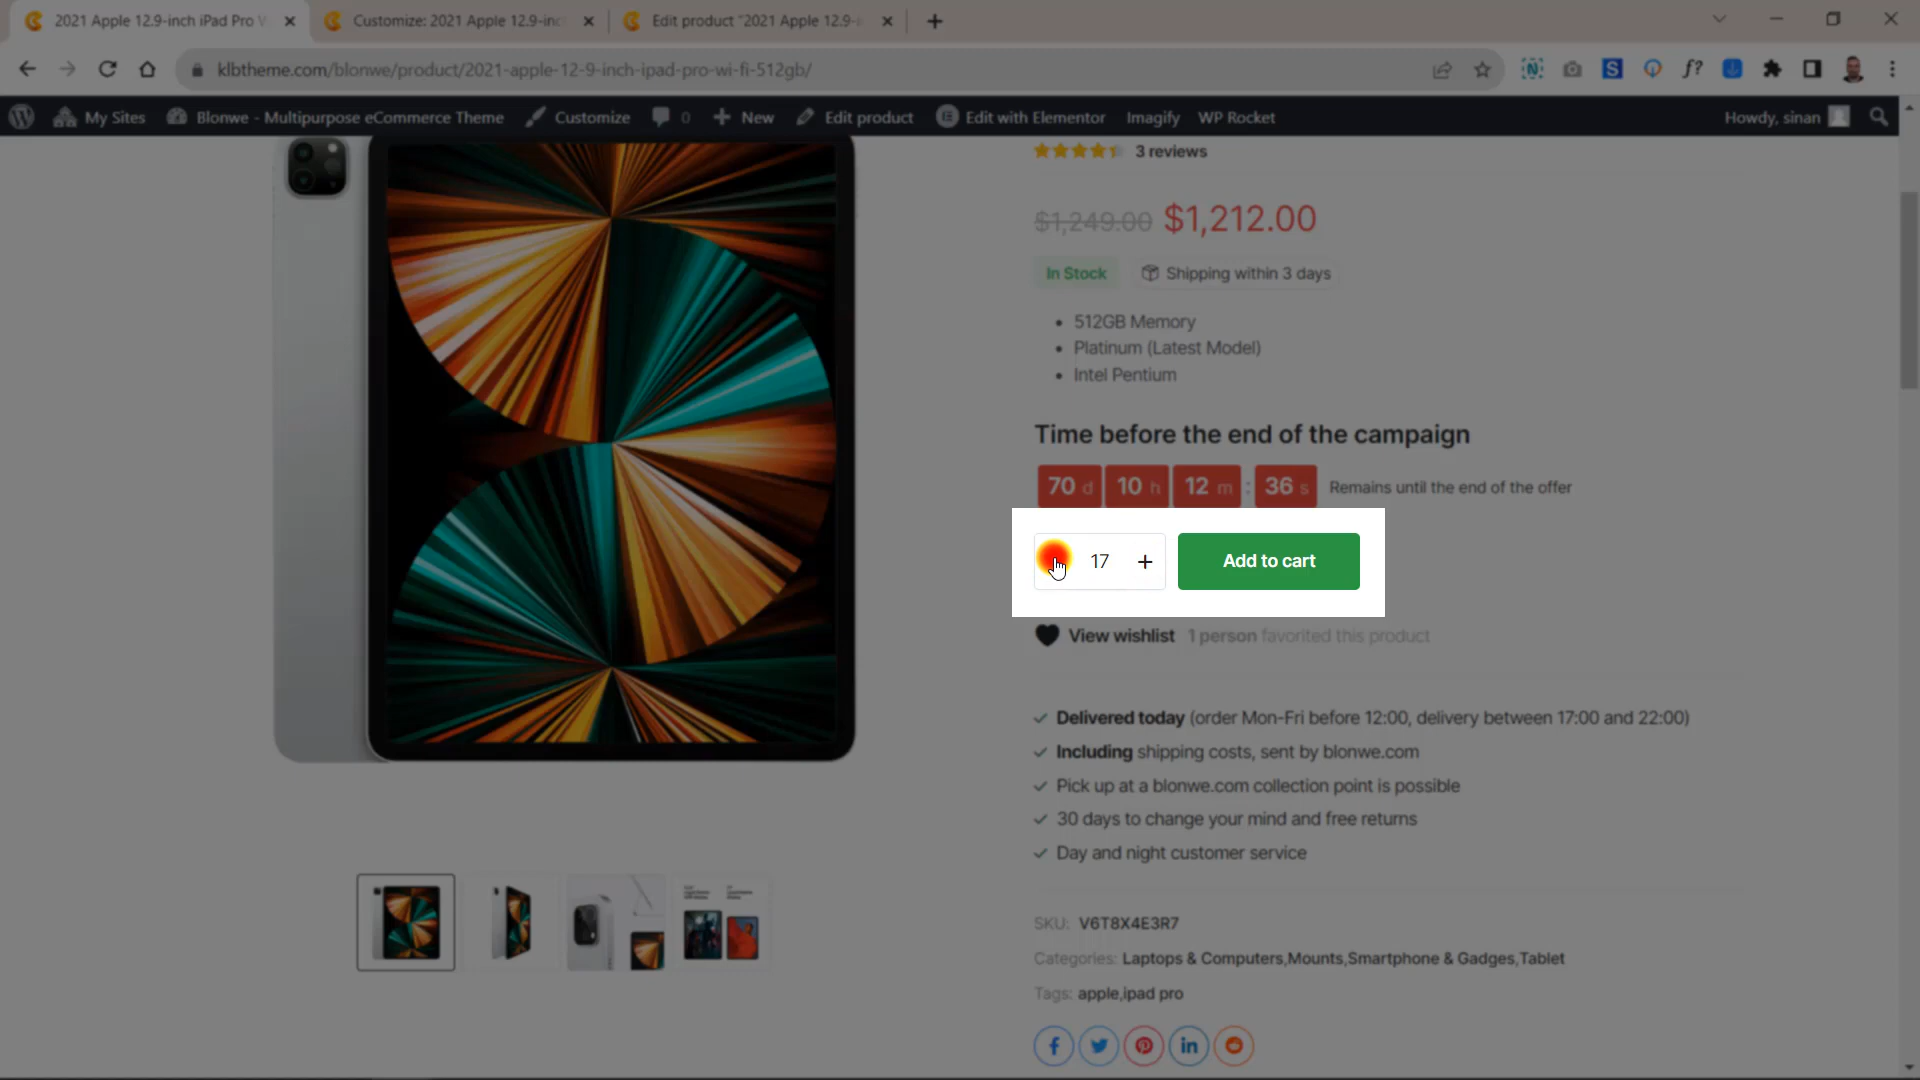 2021 Apple 12.9-inch iPad Pro W
Customize: 2021 Apple 12.9-inc
Edit product "2021 Apple 12.9-i
klbtheme.com/blonwe/product/2021-apple-12-9-inch-ipad-pro-wi-fi-512gb/
My Sites
Blonwe - Multipurpose eCommerce Theme
Customize
0
New
Edit product
Edit with Elementor
Imagify
WP Rocket
Howdy, sinan
3 reviews
$1,249.00 $1,212.00
In Stock
Shipping within 3 days
512GB Memory
Platinum (Latest Model)
Intel Pentium
Time before the end of the campaign
70 d 10 h 12 m : 36 s Remains until the end of the offer
17 +
Add to cart
View wishlist 1 person favorited this product
Delivered today (order Mon-Fri before 12:00, delivery between 17:00 and 22:00)
Including shipping costs, sent by blonwe.com
Pick up at a blonwe.com collection point is possible
30 days to change your mind and free returns
Day and night customer service
SKU: V6T8X4E3R7
Categories: Laptops & Computers,Mounts,Smartphone & Gadges,Tablet
Tags: apple,ipad pro